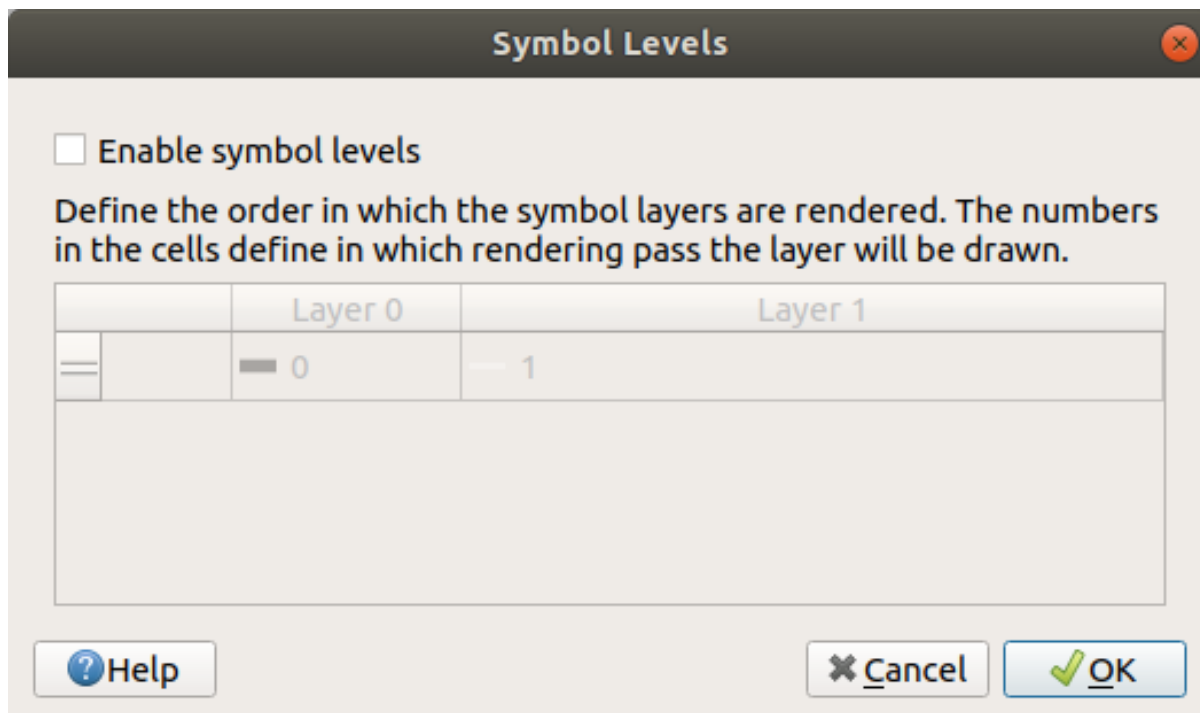 Symbol Levels
Enable symbol levels
Define the order in which the symbol layers are rendered. The numbers
in the cells define in which rendering pass the layer will be drawn.
Layer 0 Layer 1
0 1
Help Cancel OK